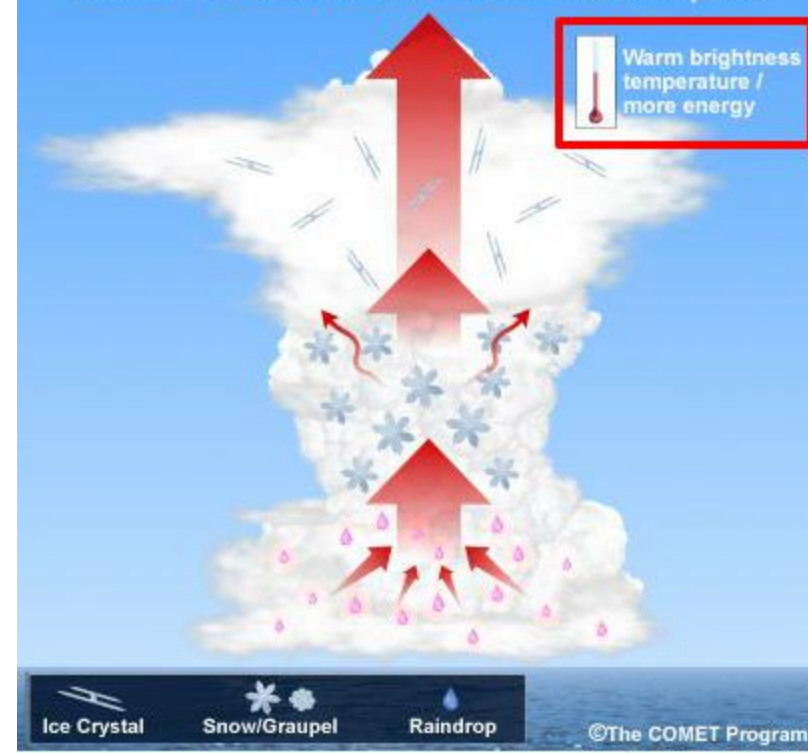 Warm brightness
temperature /
more energy
Ice Crystal
Snow/Graupel
Raindrop
©The COMET Program